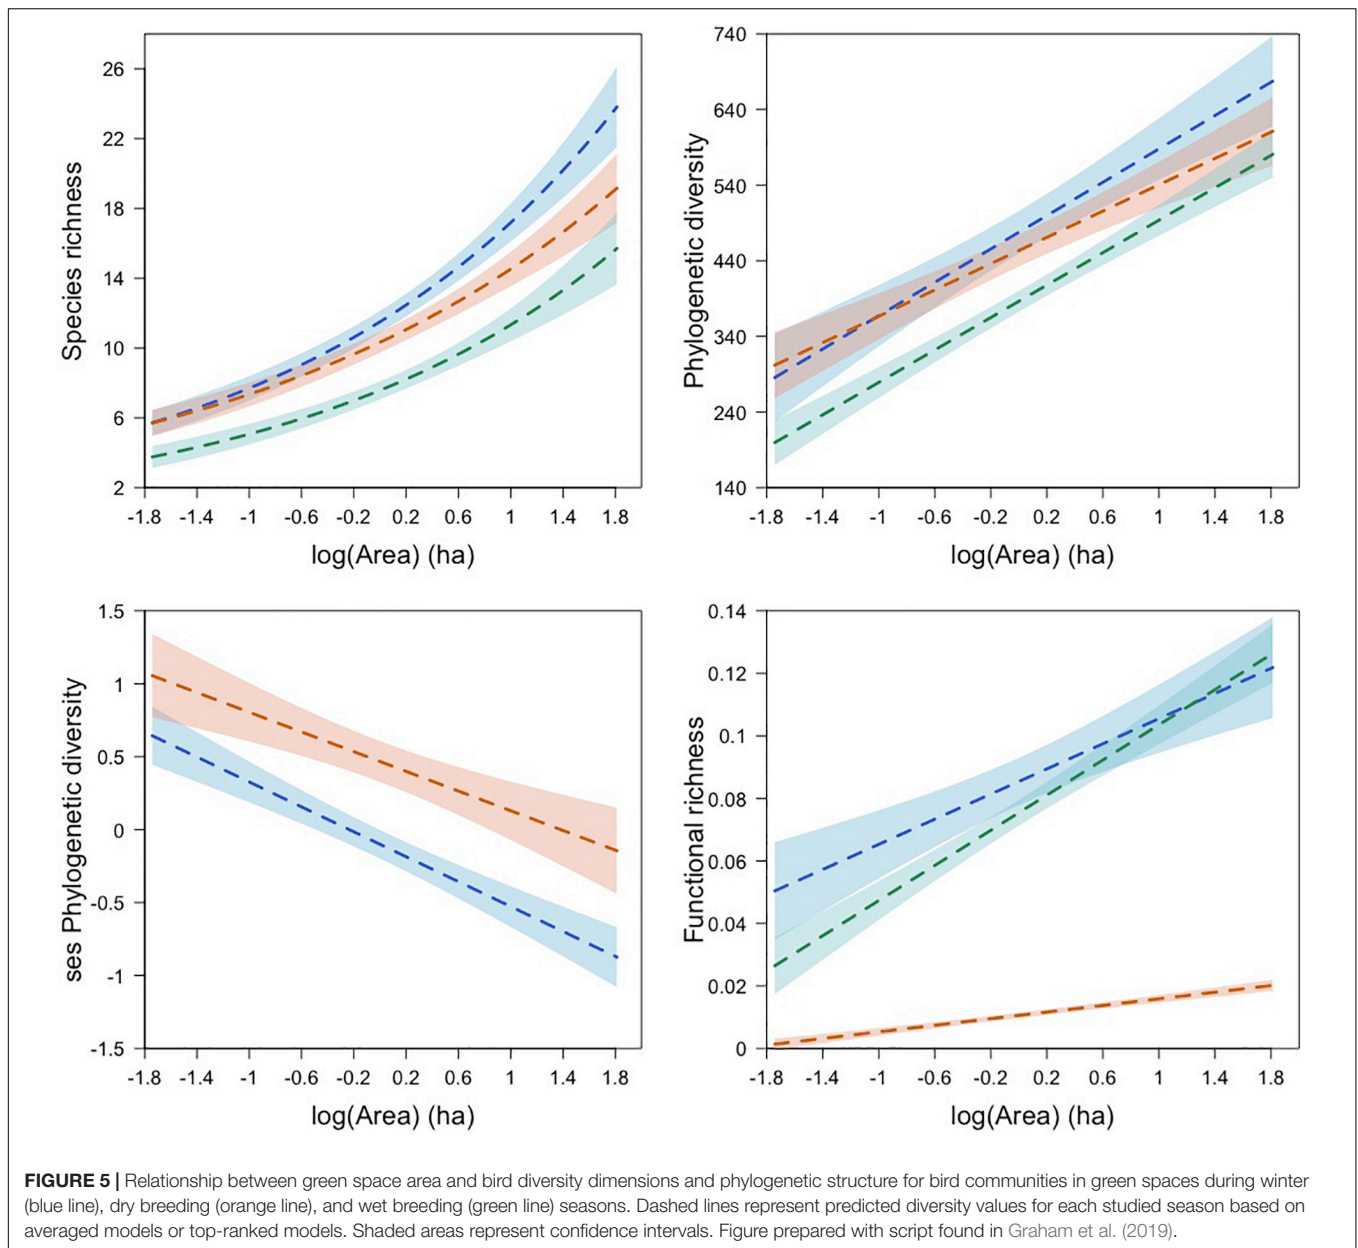 26
22
18
14
10
6
2
Species richness
-1.8 -1.4 -1 -0.6 -0.2 0.2 0.6 1 1.4 1.8
log(Area) (ha)
740
640
540
440
340
240
140
Phylogenetic diversity
-1.8 -1.4 -1 -0.6 -0.2 0.2 0.6 1 1.4 1.8
log(Area) (ha)
1.5
1
0.5
0
-0.5
-1
-1.5
ses Phylogenetic diversity
-1.8 -1.4 -1 -0.6 -0.2 0.2 0.6 1 1.4 1.8
log(Area) (ha)
0.14
0.12
0.1
0.08
0.06
0.04
0.02
0
Functional richness
-1.8 -1.4 -1 -0.6 -0.2 0.2 0.6 1 1.4 1.8
log(Area) (ha)
FIGURE 5 | Relationship between green space area and bird diversity dimensions and phylogenetic structure for bird communities in green spaces during winter
(blue line), dry breeding (orange line), and wet breeding (green line) seasons. Dashed lines represent predicted diversity values for each studied season based on
averaged models or top-ranked models. Shaded areas represent confidence intervals. Figure prepared with script found in Graham et al. (2019).